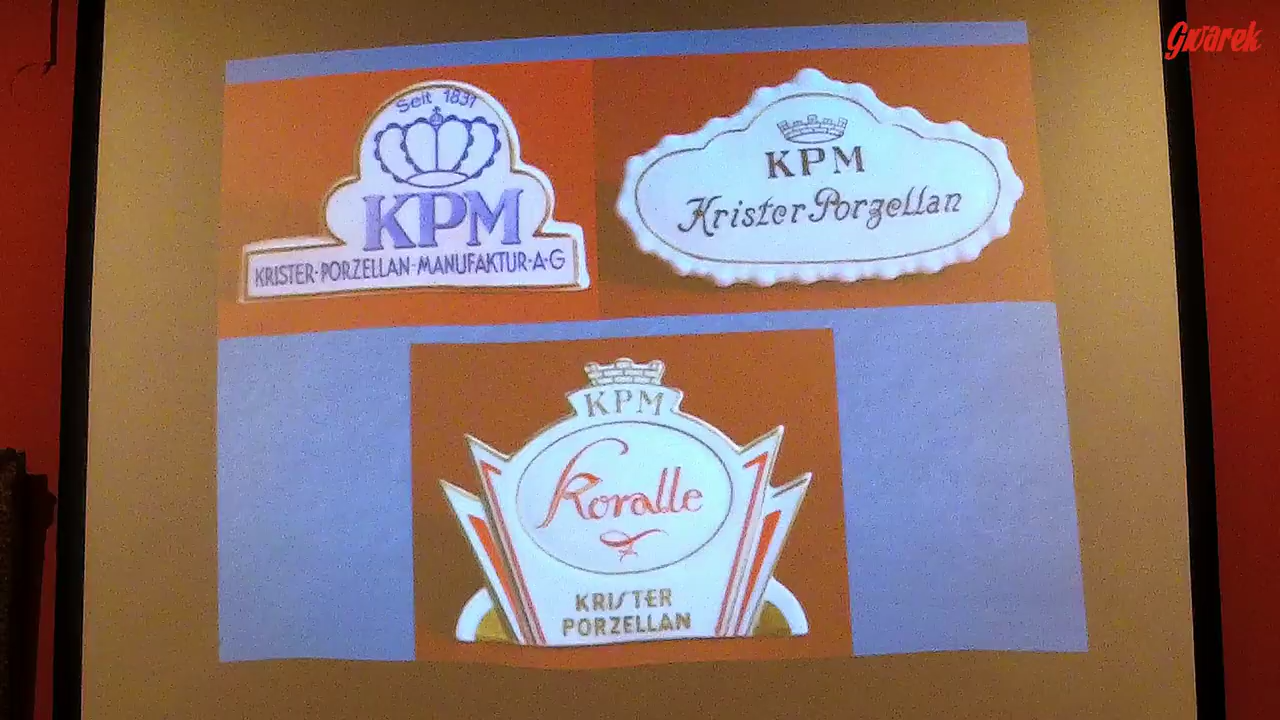 Gwarek
Seit 1831
KPM
KRISTER-PORZELLAN-MANUFAKTUR-A-G
KPM
Krister Porzellan
KPM
Koralle
KRISTER
PORZELLAN